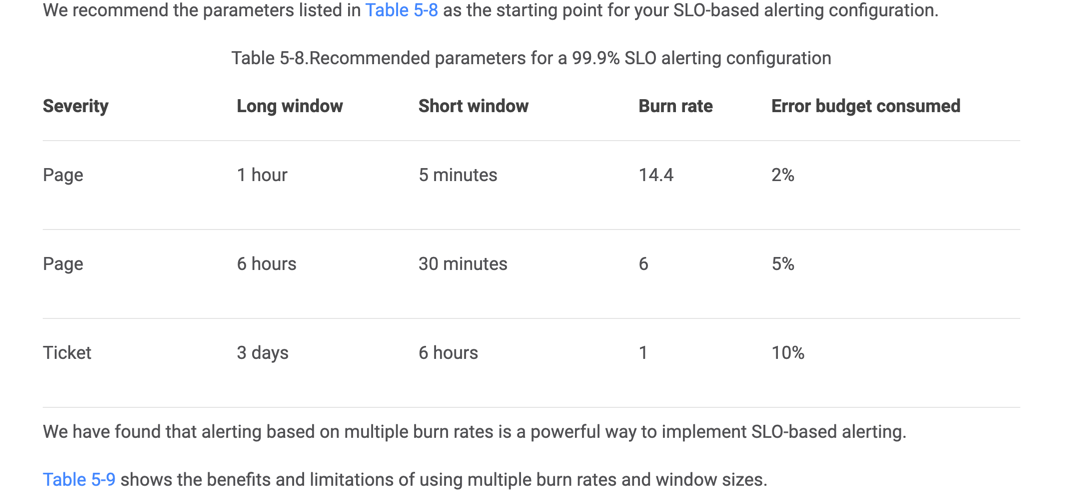 We recommend the parameters listed in Table 5-8 as the starting point for your SLO-based alerting configuration.
Table 5-8.Recommended parameters for a 99.9% SLO alerting configuration
Severity Long window Short window Burn rate Error budget consumed
Page 1 hour 5 minutes 14.4 2%
Page 6 hours 30 minutes 6 5%
Ticket 3 days 6 hours 1 10%
We have found that alerting based on multiple burn rates is a powerful way to implement SLO-based alerting.
Table 5-9 shows the benefits and limitations of using multiple burn rates and window sizes.